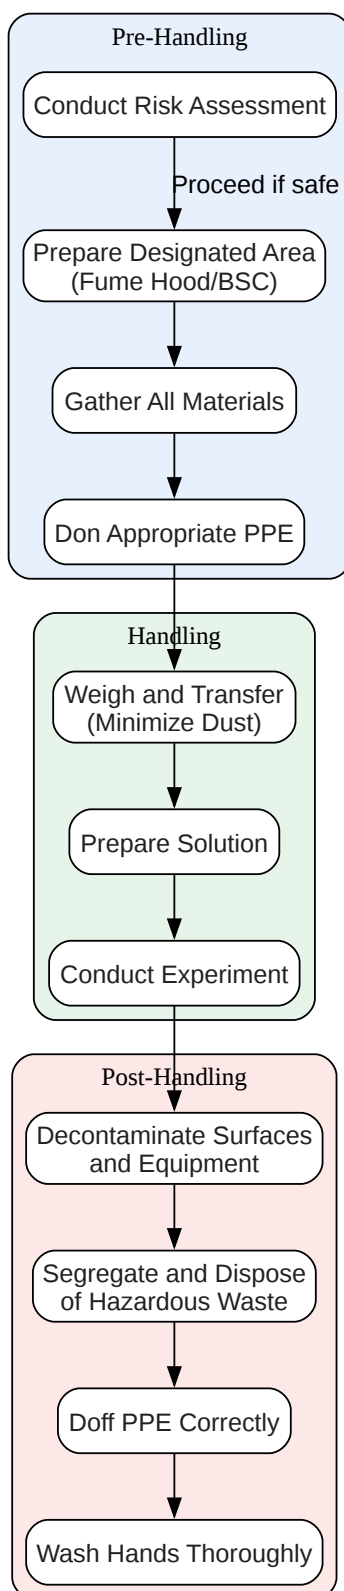 Pre-Handling
Conduct Risk Assessment
Proceed if safe
Prepare Designated Area
(Fume Hood/BSC)
Gather All Materials
Don Appropriate PPE
Handling
Weigh and Transfer
(Minimize Dust)
Prepare Solution
Conduct Experiment
Post-Handling
Decontaminate Surfaces
and Equipment
Segregate and Dispose
of Hazardous Waste
Doff PPE Correctly
Wash Hands Thoroughly